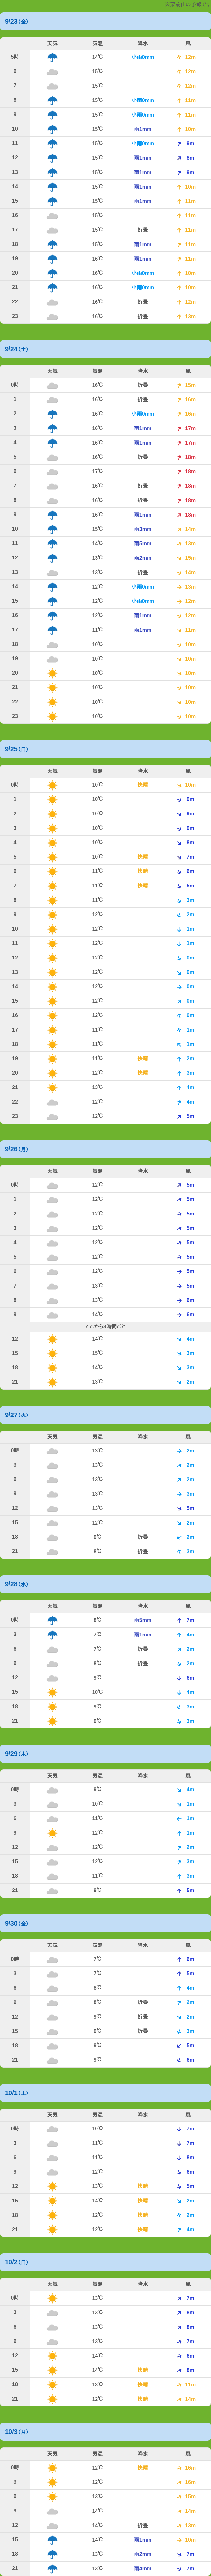 ※乗鞍山の予報です
9/23（金）
天気 気温 降水 風
5時 14℃ 小雨0mm 12m
6 15℃ 12m
7 15℃ 12m
8 15℃ 小雨0mm 11m
9 15℃ 小雨0mm 11m
10 15℃ 雨1mm 10m
11 15℃ 小雨0mm 9m
12 15℃ 雨1mm 8m
13 15℃ 雨1mm 9m
14 15℃ 雨1mm 10m
15 15℃ 雨1mm 11m
16 15℃ 11m
17 15℃ 折畳 11m
18 15℃ 雨1mm 11m
19 16℃ 雨1mm 11m
20 16℃ 小雨0mm 10m
21 16℃ 小雨0mm 10m
22 16℃ 折畳 12m
23 16℃ 折畳 13m
9/24（土）
天気 気温 降水 風
0時 16℃ 折畳 15m
1 16℃ 折畳 16m
2 16℃ 小雨0mm 16m
3 16℃ 雨1mm 17m
4 16℃ 雨1mm 17m
5 16℃ 折畳 18m
6 17℃ 18m
7 16℃ 折畳 18m
8 16℃ 折畳 18m
9 16℃ 雨1mm 18m
10 15℃ 雨3mm 14m
11 14℃ 雨5mm 13m
12 13℃ 雨2mm 15m
13 13℃ 折畳 14m
14 12℃ 小雨0mm 13m
15 12℃ 小雨0mm 12m
16 12℃ 雨1mm 12m
17 11℃ 雨1mm 11m
18 10℃ 10m
19 10℃ 10m
20 10℃ 10m
21 10℃ 10m
22 10℃ 10m
23 10℃ 10m
9/25（日）
天気 気温 降水 風
0時 10℃ 快晴 10m
1 10℃ 9m
2 10℃ 9m
3 10℃ 9m
4 10℃ 8m
5 10℃ 快晴 7m
6 11℃ 快晴 6m
7 11℃ 快晴 5m
8 11℃ 3m
9 12℃ 2m
10 12℃ 1m
11 12℃ 1m
12 12℃ 0m
13 12℃ 0m
14 12℃ 0m
15 12℃ 0m
16 12℃ 0m
17 11℃ 1m
18 11℃ 1m
19 11℃ 快晴 2m
20 12℃ 快晴 3m
21 13℃ 4m
22 12℃ 4m
23 12℃ 5m
9/26（月）
天気 気温 降水 風
0時 12℃ 5m
1 12℃ 5m
2 12℃ 5m
3 12℃ 5m
4 12℃ 5m
5 12℃ 5m
6 12℃ 5m
7 13℃ 5m
8 13℃ 6m
9 14℃ 6m
ここから3時間ごと
12 14℃ 4m
15 15℃ 3m
18 14℃ 3m
21 13℃ 2m
9/27（火）
天気 気温 降水 風
0時 13℃ 2m
3 13℃ 2m
6 13℃ 2m
9 13℃ 3m
12 13℃ 5m
15 12℃ 2m
18 9℃ 折畳 2m
21 8℃ 折畳 3m
9/28（水）
天気 気温 降水 風
0時 8℃ 雨5mm 7m
3 7℃ 雨1mm 4m
6 7℃ 折畳 2m
9 8℃ 折畳 2m
12 9℃ 6m
15 10℃ 4m
18 9℃ 3m
21 9℃ 3m
9/29（木）
天気 気温 降水 風
0時 9℃ 4m
3 10℃ 1m
6 11℃ 1m
9 12℃ 1m
12 12℃ 2m
15 12℃ 3m
18 11℃ 3m
21 9℃ 5m
9/30（金）
天気 気温 降水 風
0時 7℃ 6m
3 7℃ 5m
6 8℃ 4m
9 8℃ 折畳 2m
12 9℃ 折畳 2m
15 9℃ 折畳 3m
18 8℃ 5m
21 9℃ 6m
10/1（土）
天気 気温 降水 風
0時 10℃ 7m
3 11℃ 7m
6 11℃ 8m
9 12℃ 6m
12 13℃ 快晴 5m
15 14℃ 快晴 2m
18 12℃ 快晴 2m
21 12℃ 快晴 4m
10/2（日）
天気 気温 降水 風
0時 13℃ 7m
3 13℃ 8m
6 13℃ 8m
9 13℃ 7m
12 14℃ 6m
15 14℃ 快晴 8m
18 13℃ 快晴 11m
21 12℃ 快晴 14m
10/3（月）
天気 気温 降水 風
0時 12℃ 快晴 16m
3 12℃ 16m
6 13℃ 15m
9 14℃ 14m
12 14℃ 折畳 13m
15 14℃ 雨1mm 10m
18 13℃ 雨2mm 7m
21 13℃ 雨4mm 7m